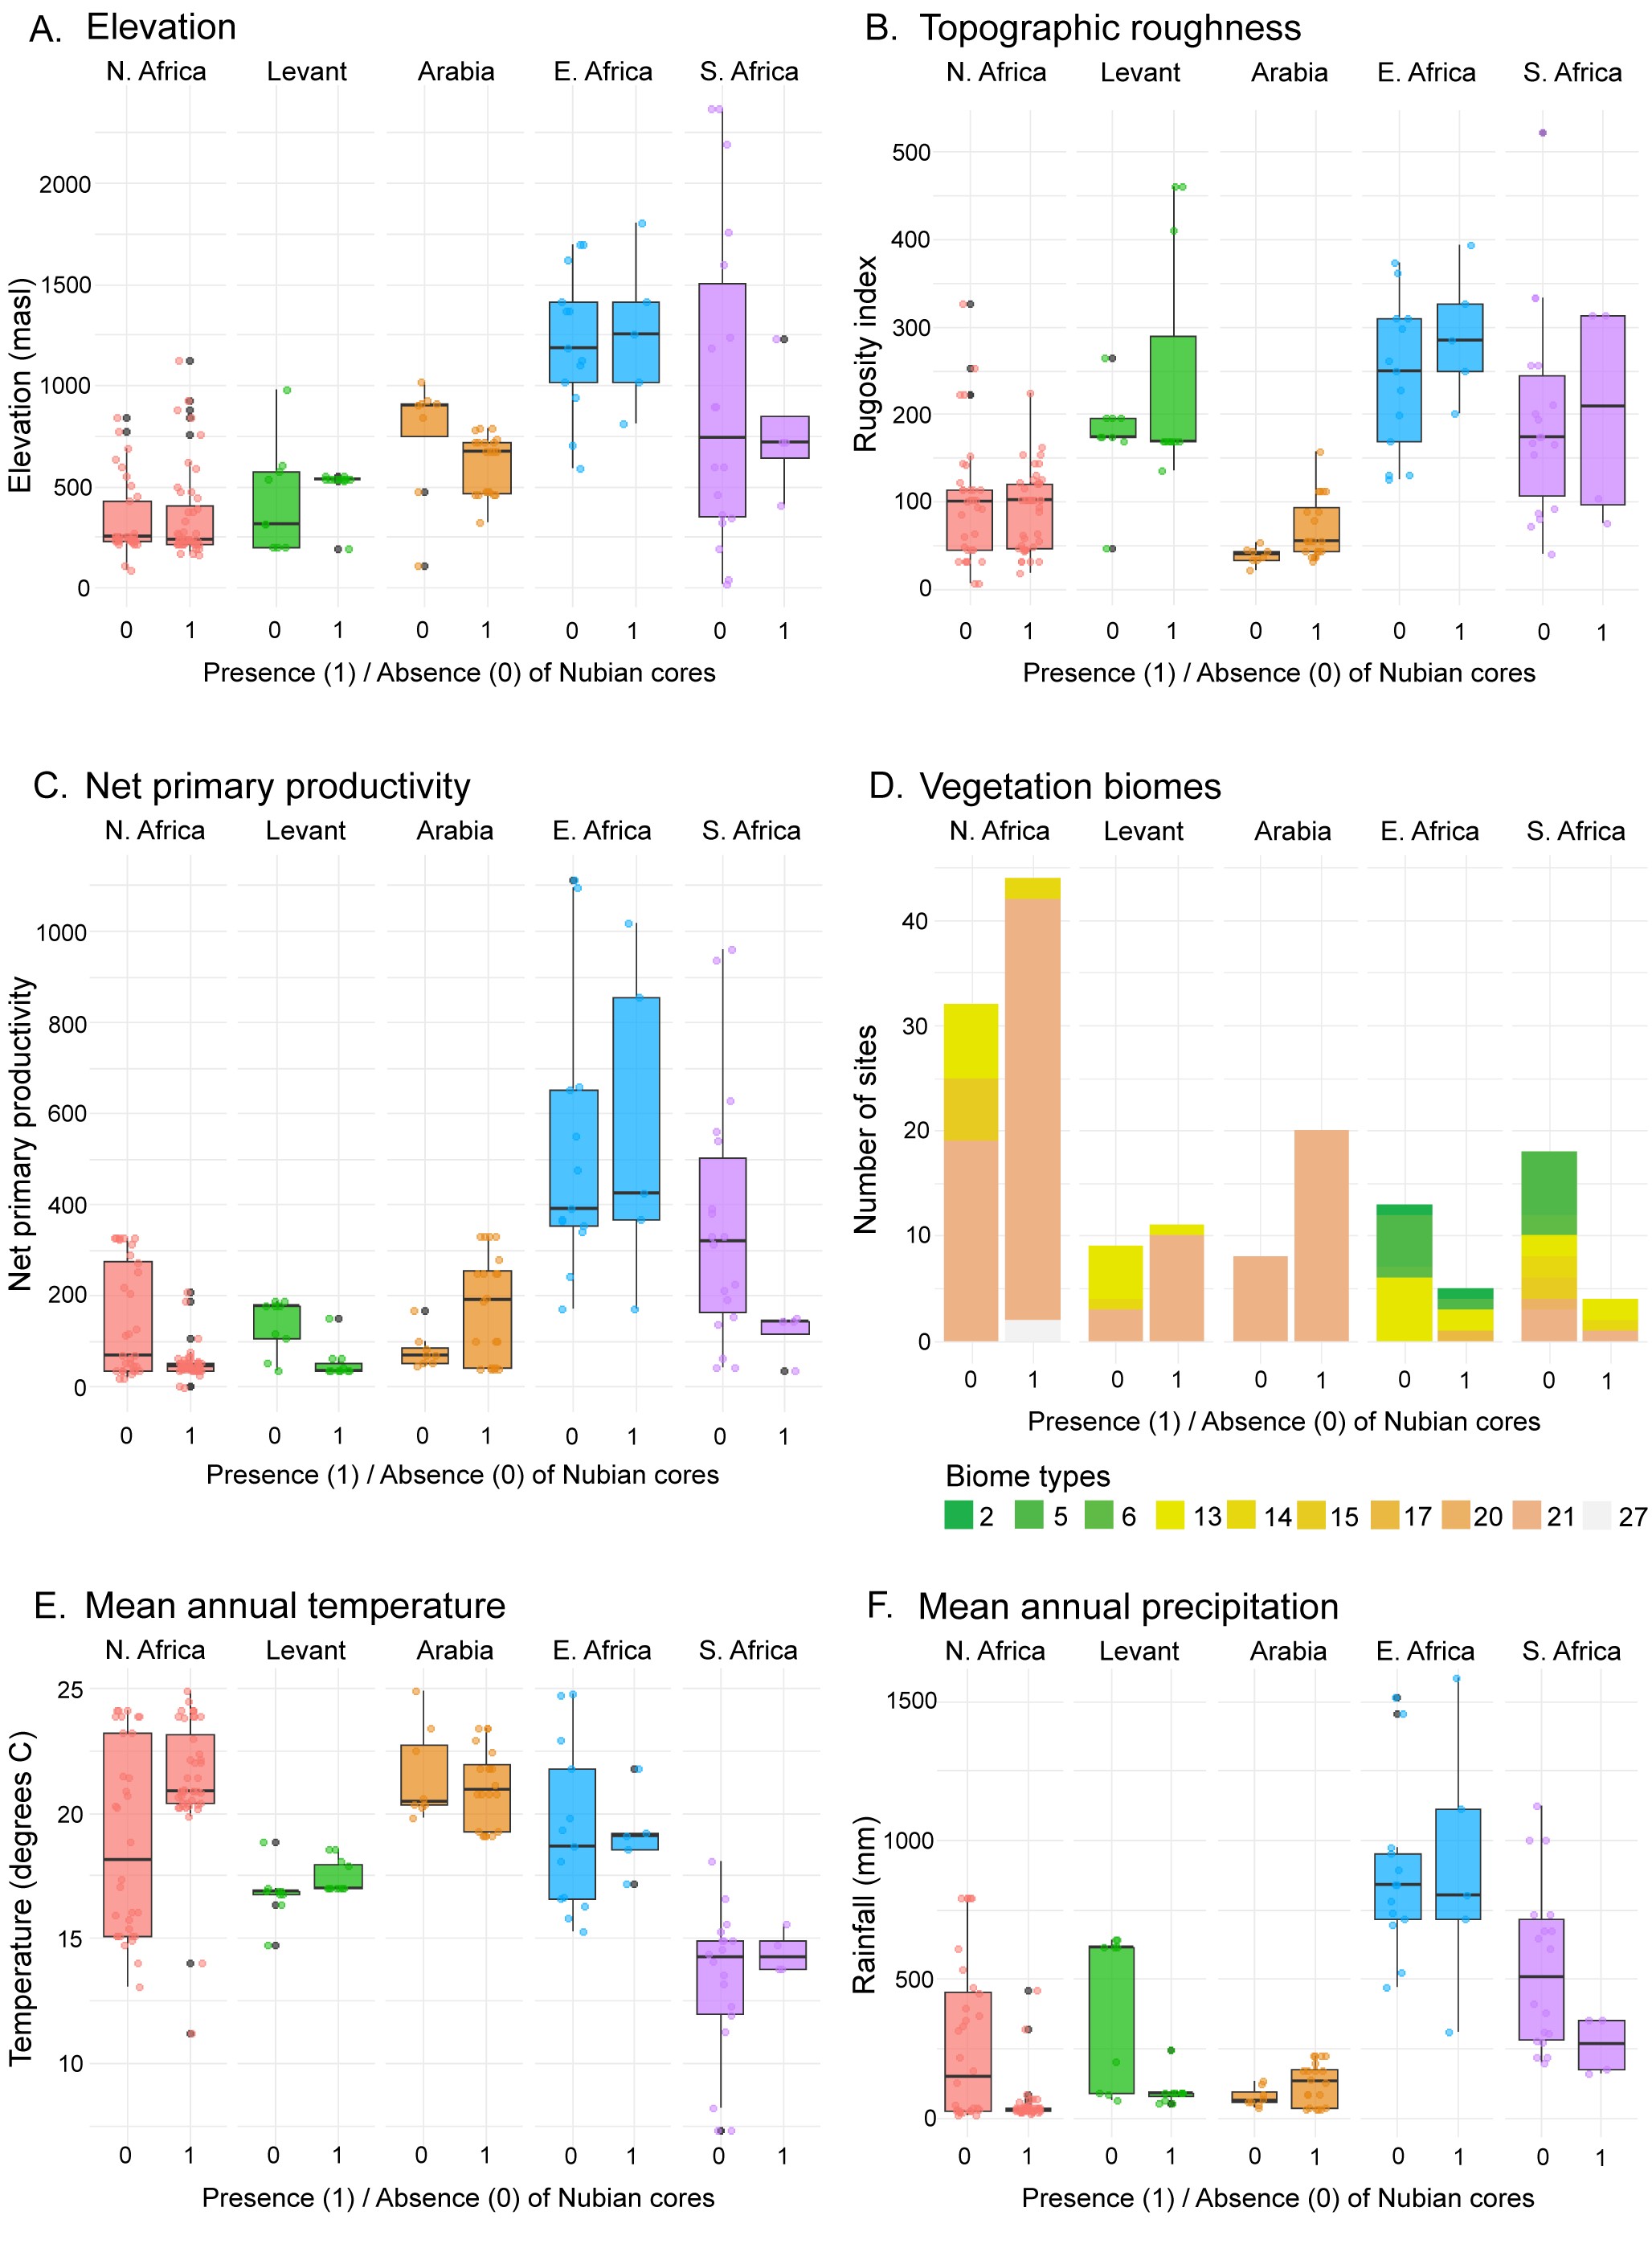 A. Elevation
N. Africa Levant Arabia E. Africa S. Africa
2000
1500
1000
500
0
Elevation (masl)
0 1 0 1 0 1 0 1 0 1
Presence (1) / Absence (0) of Nubian cores
B. Topographic roughness
N. Africa Levant Arabia E. Africa S. Africa
500
400
300
200
100
0
Rugosity index
0 1 0 1 0 1 0 1 0 1
Presence (1) / Absence (0) of Nubian cores
C. Net primary productivity
N. Africa Levant Arabia E. Africa S. Africa
1000
800
600
400
200
0
Net primary productivity
0 1 0 1 0 1 0 1 0 1
Presence (1) / Absence (0) of Nubian cores
D. Vegetation biomes
N. Africa Levant Arabia E. Africa S. Africa
40
30
20
10
0
Number of sites
0 1 0 1 0 1 0 1 0 1
Presence (1) / Absence (0) of Nubian cores
Biome types
2 5 6 13 14 15 17 20 21 27
E. Mean annual temperature
N. Africa Levant Arabia E. Africa S. Africa
25
20
15
10
Temperature (degrees C)
0 1 0 1 0 1 0 1 0 1
Presence (1) / Absence (0) of Nubian cores
F. Mean annual precipitation
N. Africa Levant Arabia E. Africa S. Africa
1500
1000
500
0
Rainfall (mm)
0 1 0 1 0 1 0 1 0 1
Presence (1) / Absence (0) of Nubian cores